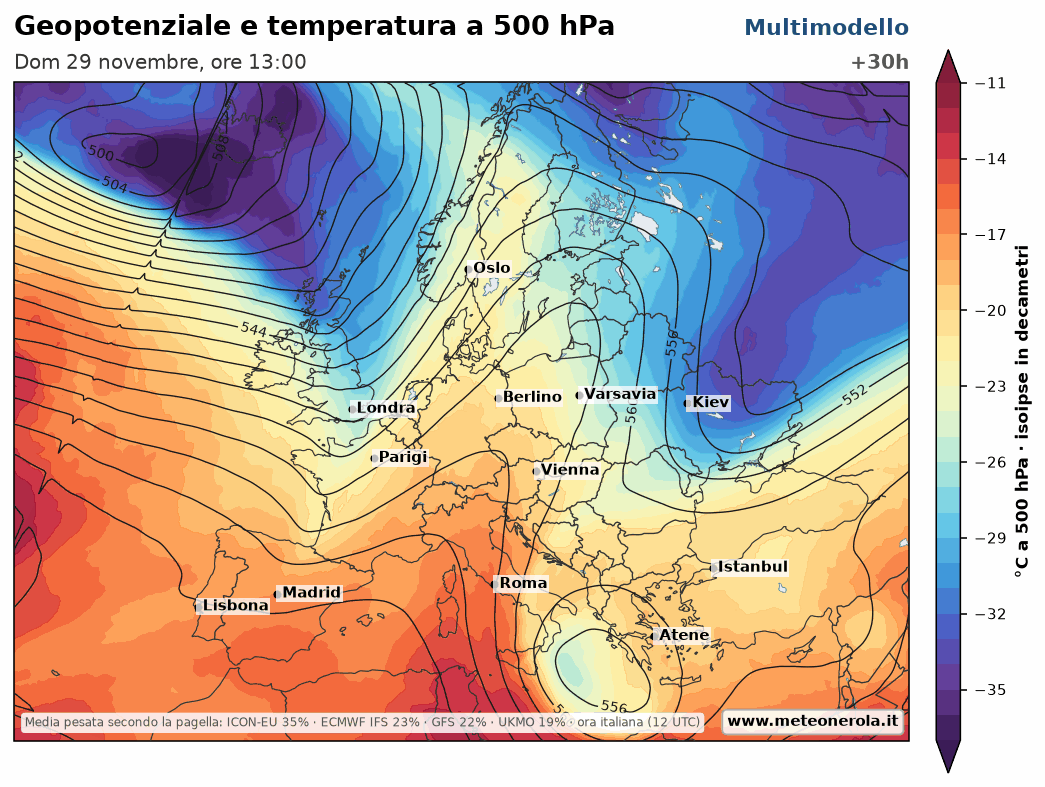 Geopotenziale e temperatura a 500 hPa
Multimodello
Dom 29 novembre, ore 13:00
+30h
500
508
504
544
556
552
560
556
Oslo
Londra
Berlino
Varsavia
Kiev
Parigi
Vienna
Istanbul
Roma
Madrid
Lisbona
Atene
Media pesata secondo la pagella: ICON-EU 35% · ECMWF IFS 23% · GFS 22% · UKMO 19% · ora italiana (12 UTC)
www.meteonerola.it
−11
−14
−17
−20
−23
−26
−29
−32
−35
°C a 500 hPa · isoipse in decametri